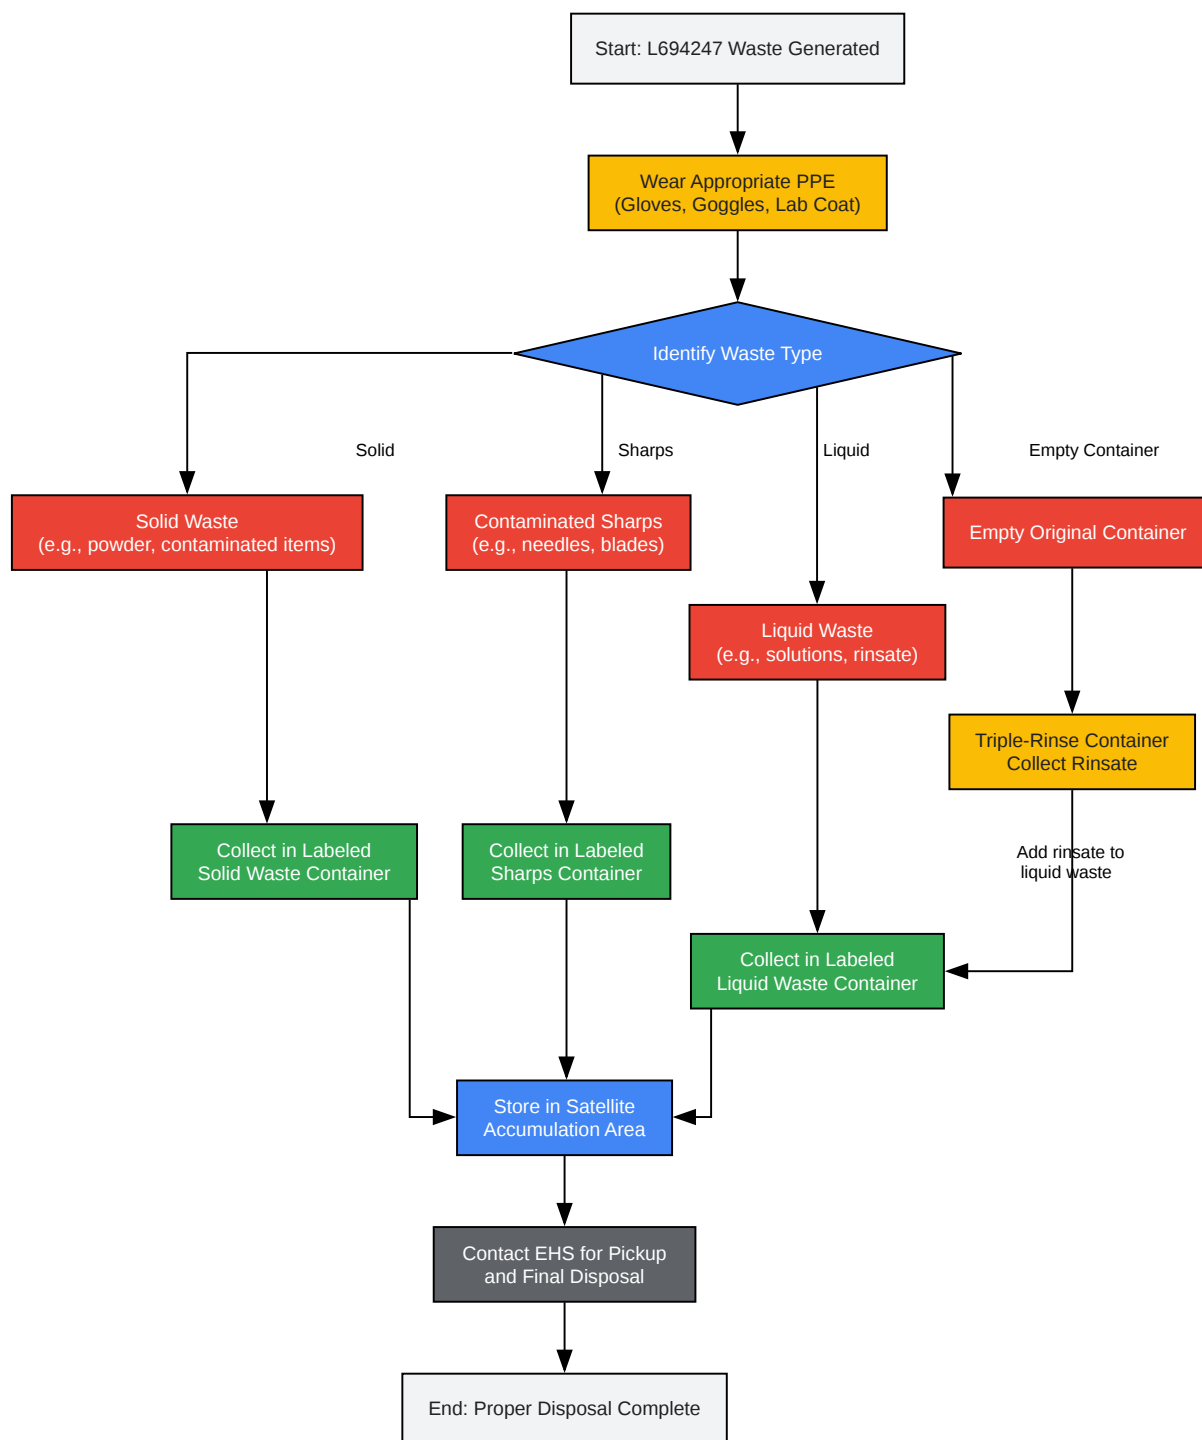 Start: L694247 Waste Generated
Wear Appropriate PPE
(Gloves, Goggles, Lab Coat)
Identify Waste Type
Solid
Sharps
Liquid
Empty Container
Solid Waste
(e.g., powder, contaminated items)
Contaminated Sharps
(e.g., needles, blades)
Empty Original Container
Liquid Waste
(e.g., solutions, rinsate)
Triple-Rinse Container
Collect Rinsate
Collect in Labeled
Solid Waste Container
Collect in Labeled
Sharps Container
Add rinsate to
liquid waste
Collect in Labeled
Liquid Waste Container
Store in Satellite
Accumulation Area
Contact EHS for Pickup
and Final Disposal
End: Proper Disposal Complete